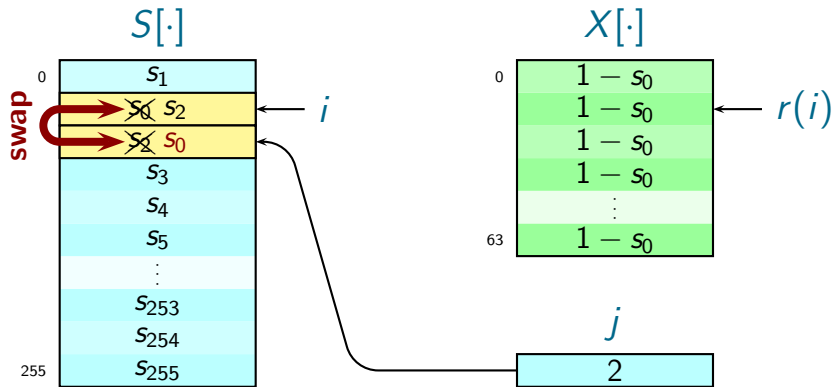 S[·]
0
s₁
s₀ s₂
i
swap
s₂ s₀
s₃
s₄
s₅
⋮
s₂₅₃
s₂₅₄
255
s₂₅₅
X[·]
0
1 − s₀
1 − s₀
r(i)
1 − s₀
1 − s₀
⋮
63
1 − s₀
j
2